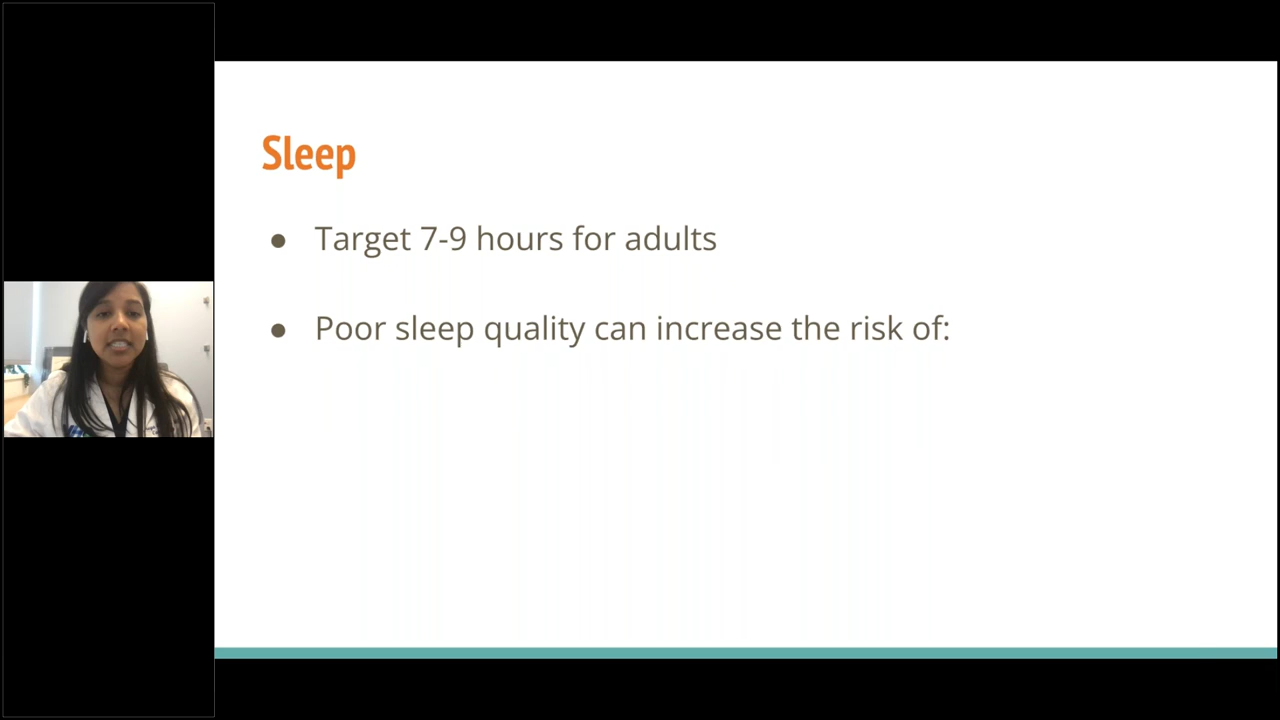 Sleep
● Target 7-9 hours for adults
● Poor sleep quality can increase the risk of: